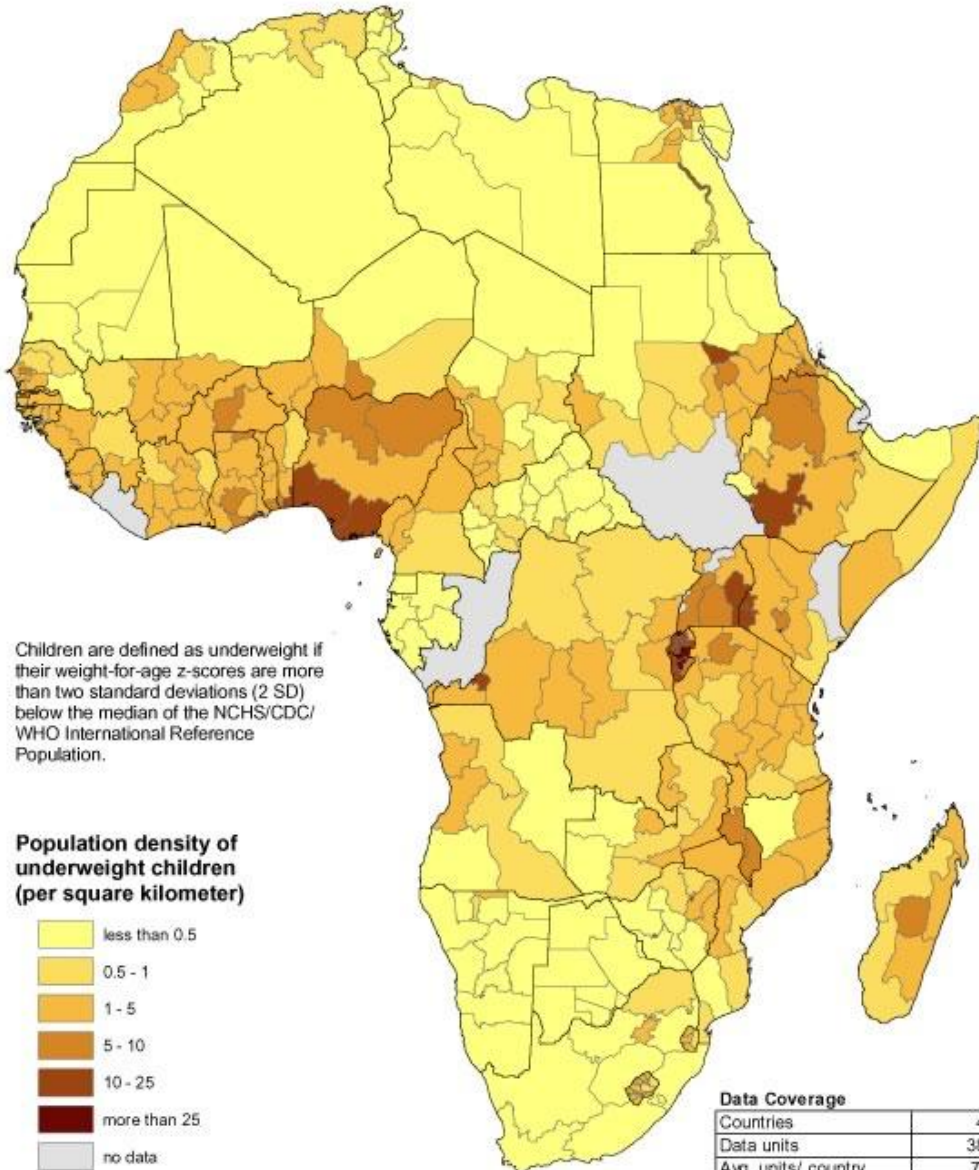 Children are defined as underweight if
their weight-for-age z-scores are more
than two standard deviations (2 SD)
below the median of the NCHS/CDC/
WHO International Reference
Population.
Population density of
underweight children
(per square kilometer)
less than 0.5
0.5 - 1
1 - 5
5 - 10
10 - 25
more than 25
no data
Data Coverage
Countries
Data units
Avg. units/ country